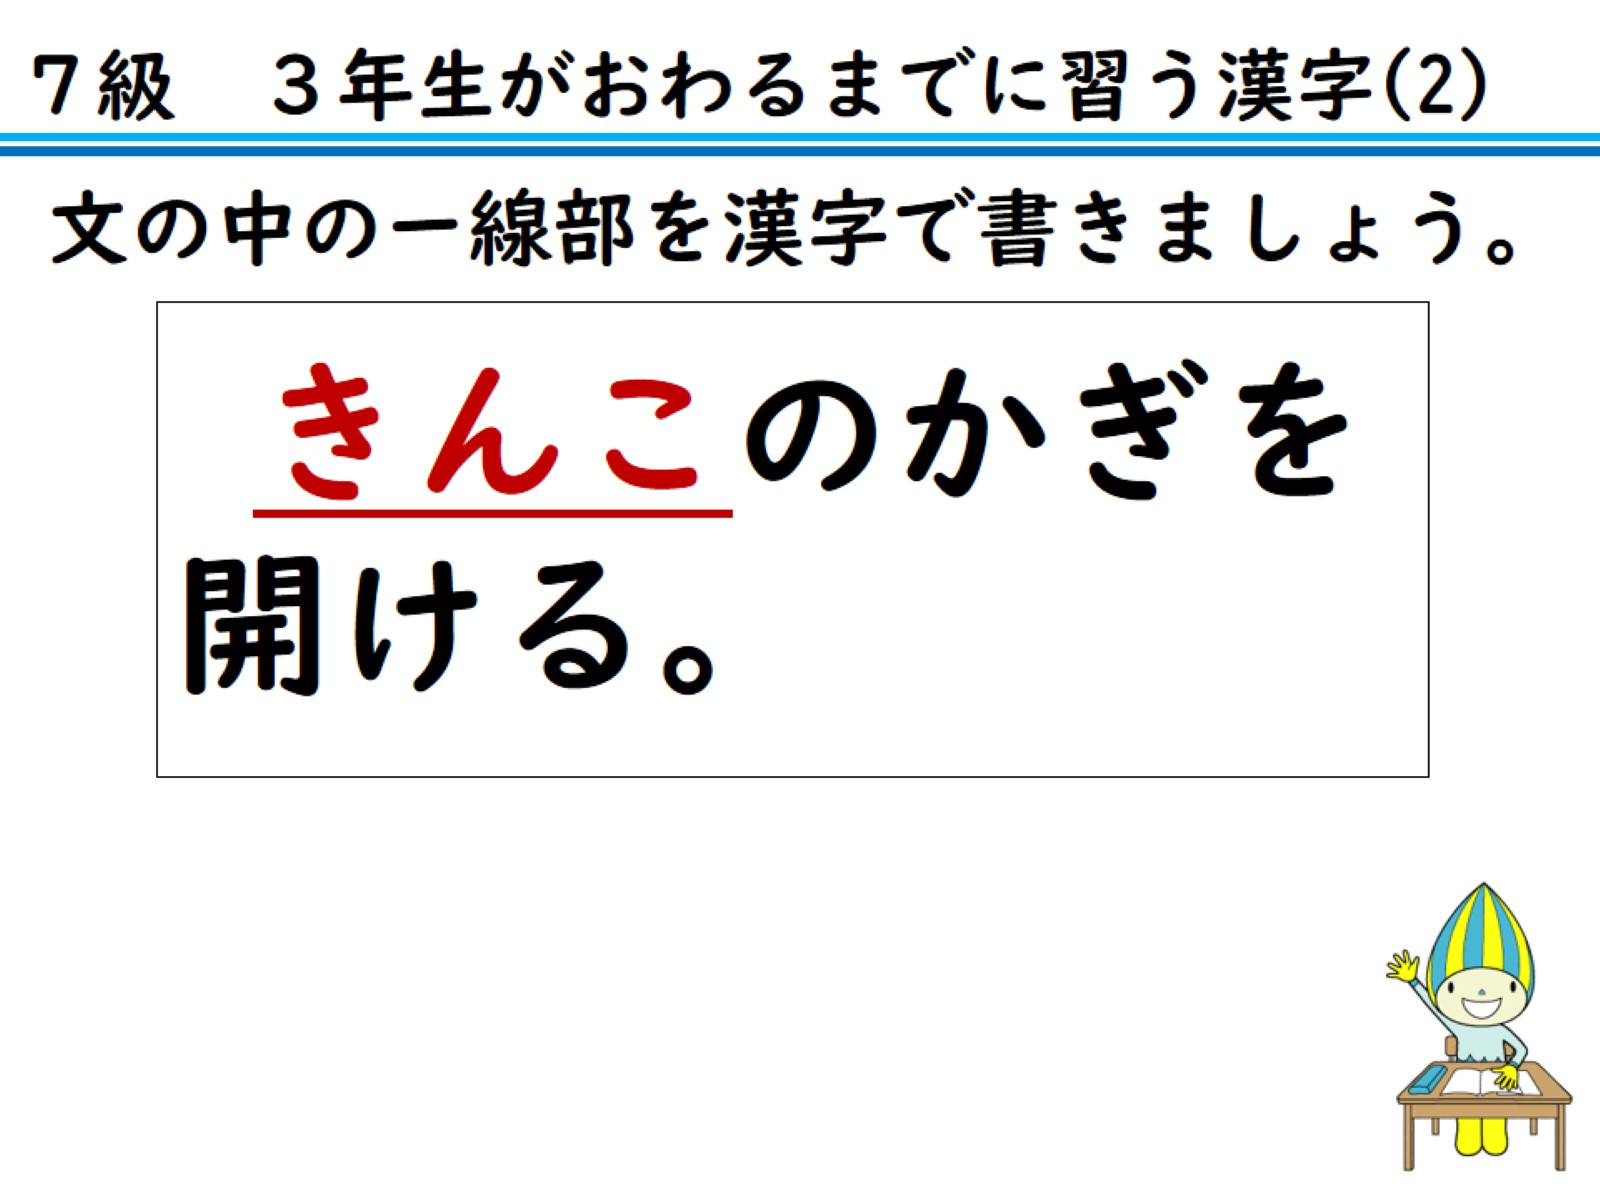 ７級　３年生がおわるまでに習う漢字(2)
文の中の一線部を漢字で書きましょう。
きんこのかぎを
開ける。